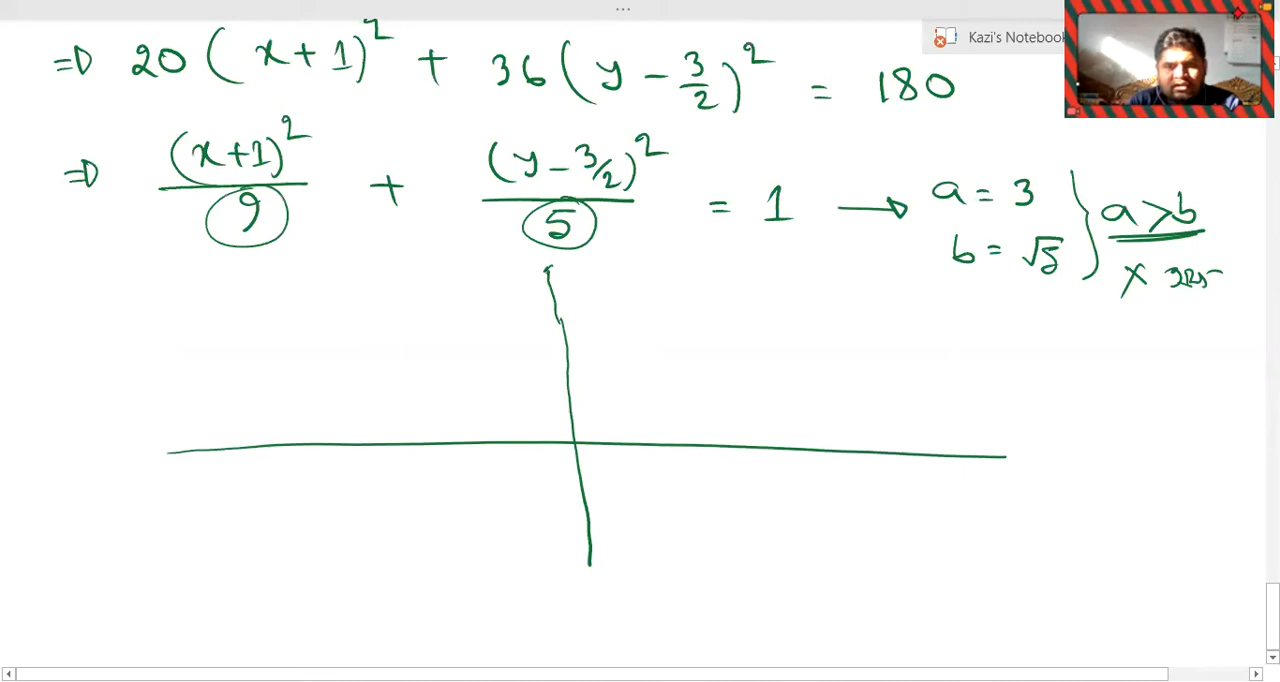 Kazi's Notebook
⇒ 20 (x+1)² + 36 (y - 3/2)² = 180
⇒ (x+1)²/9 + (y-3/2)²/5 = 1 → a = 3
b = √5 } a>b
x